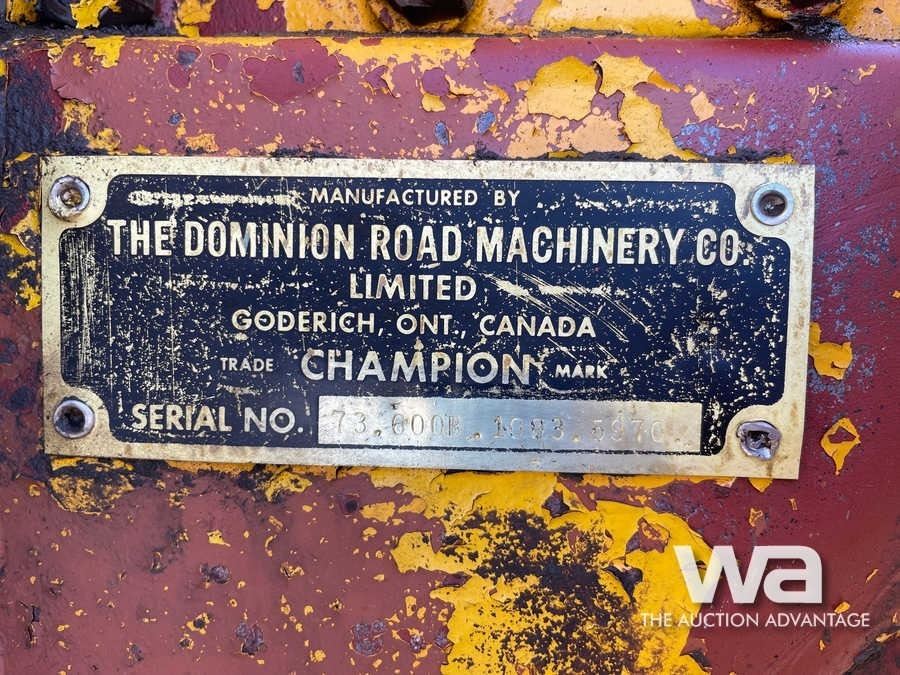 MANUFACTURED BY
THE DOMINION ROAD MACHINERY CO.
LIMITED
GODERICH, ONT., CANADA
TRADE CHAMPION MARK
SERIAL NO.
wa
THE AUCTION ADVANTAGE